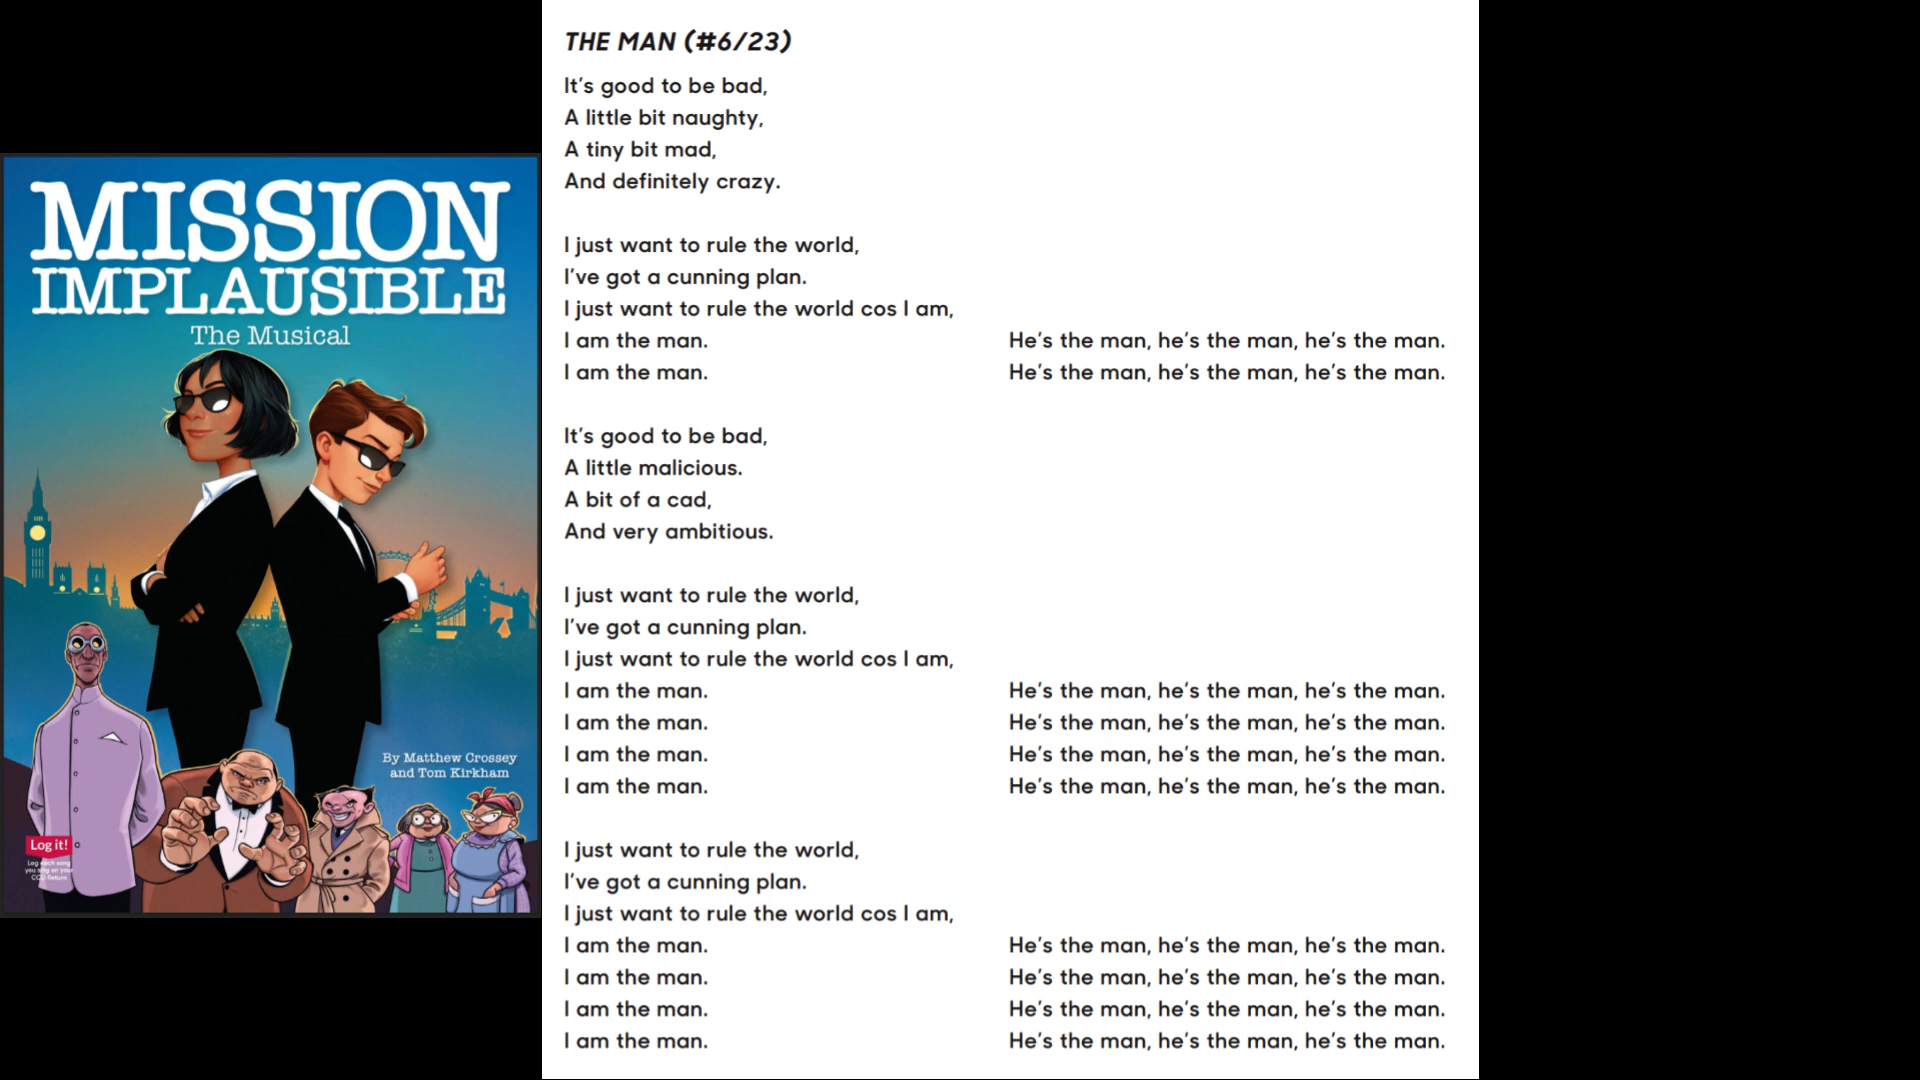 MISSION
IMPLAUSIBLE
The Musical
By Matthew Crossey
and Tom Kirkham
Log it!
Log each song
you sing on your
CCLI Return
THE MAN (#6/23)
It's good to be bad,
A little bit naughty,
A tiny bit mad,
And definitely crazy.
I just want to rule the world,
I've got a cunning plan.
I just want to rule the world cos I am,
I am the man. He's the man, he's the man, he's the man.
I am the man. He's the man, he's the man, he's the man.
It's good to be bad,
A little malicious.
A bit of a cad,
And very ambitious.
I just want to rule the world,
I've got a cunning plan.
I just want to rule the world cos I am,
I am the man. He's the man, he's the man, he's the man.
I am the man. He's the man, he's the man, he's the man.
I am the man. He's the man, he's the man, he's the man.
I am the man. He's the man, he's the man, he's the man.
I just want to rule the world,
I've got a cunning plan.
I just want to rule the world cos I am,
I am the man. He's the man, he's the man, he's the man.
I am the man. He's the man, he's the man, he's the man.
I am the man. He's the man, he's the man, he's the man.
I am the man. He's the man, he's the man, he's the man.